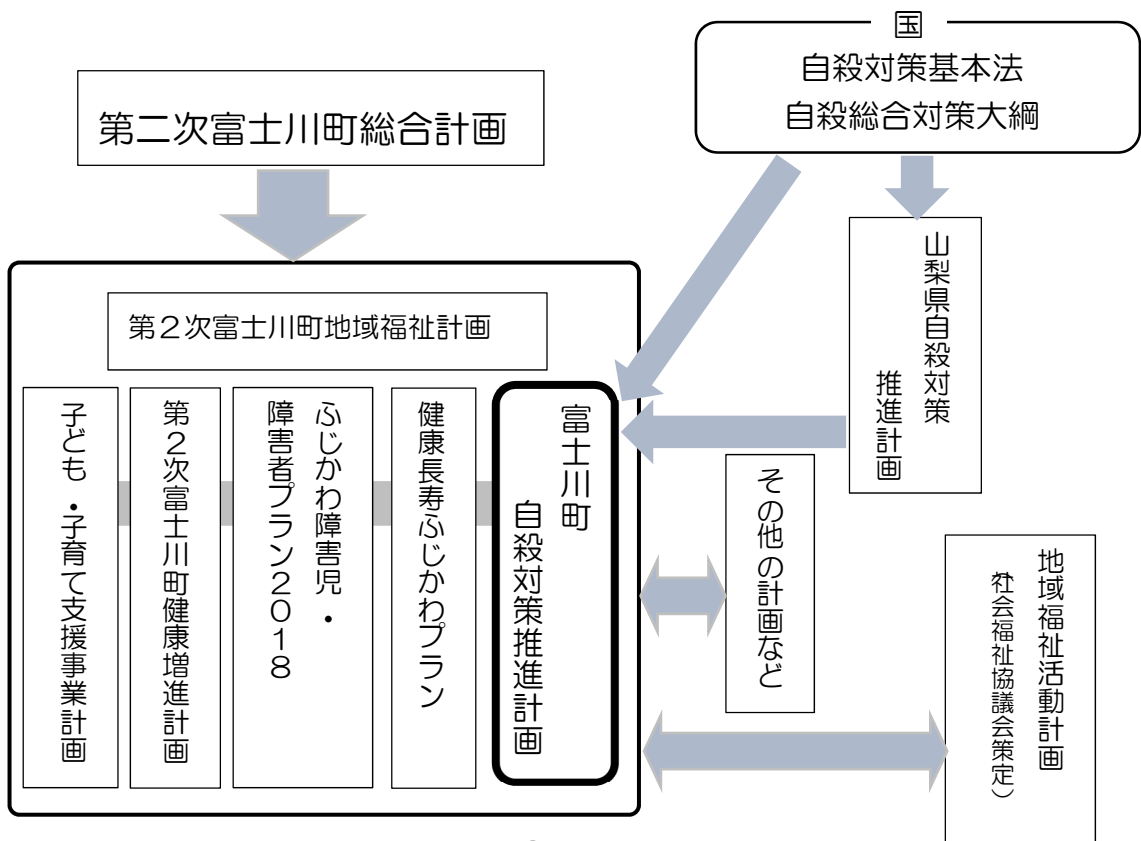 国
自殺対策基本法
自殺総合対策大綱
第二次富士川町総合計画
山梨県自殺対策
推進計画
第2次富士川町地域福祉計画
富士川町
自殺対策推進計画
健康長寿ふじかわプラン
ふじかわ障害児・
障害者プラン2018
第2次富士川町健康増進計画
子ども・子育て支援事業計画
その他の計画など
地域福祉活動計画
(社会福祉協議会策定)